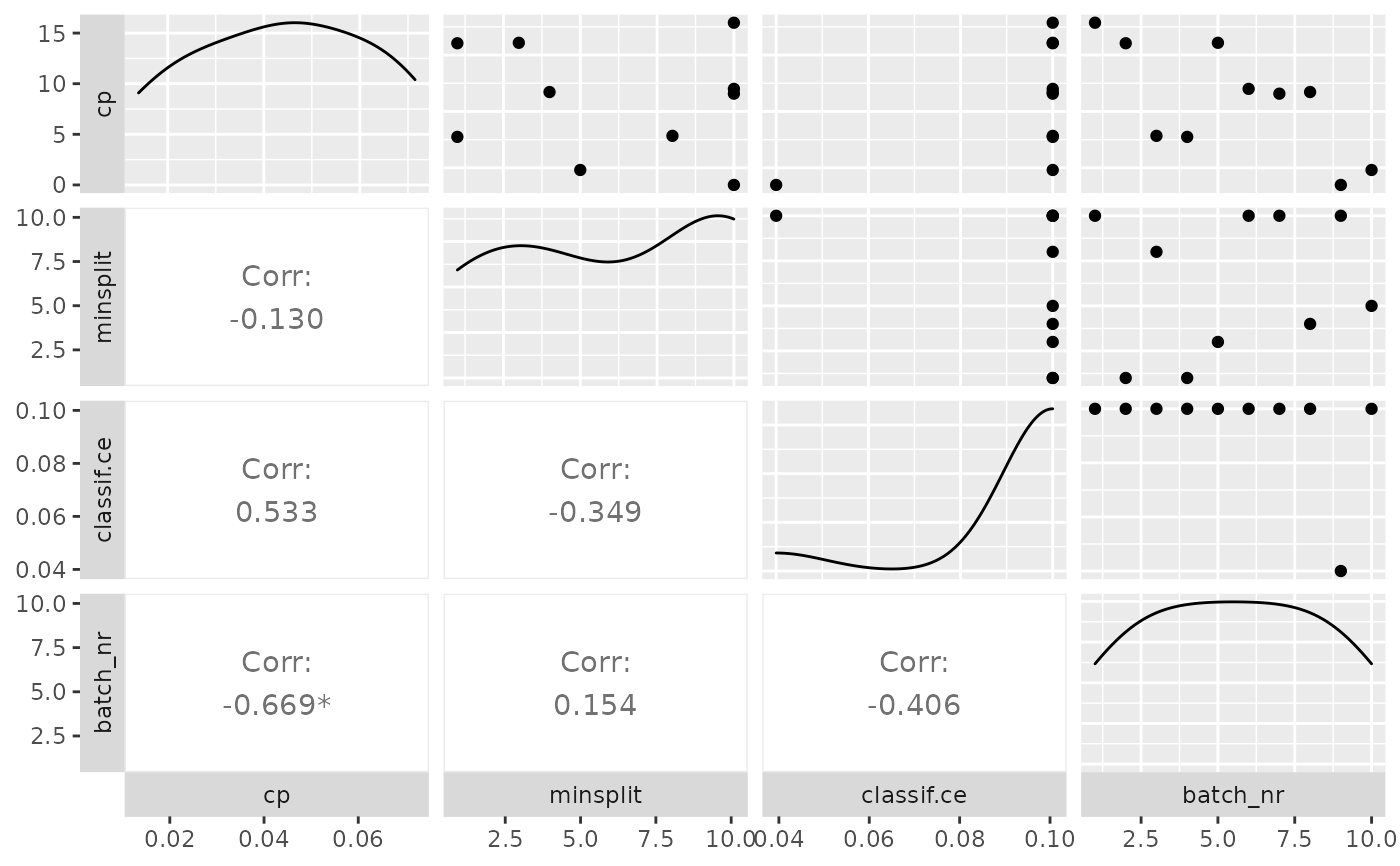 15
10
5
0
cp
10.0
7.5
5.0
2.5
minsplit
Corr:
-0.130
0.10
0.08
0.06
0.04
classif.ce
Corr:
0.533
Corr:
-0.349
10.0
7.5
5.0
2.5
batch_nr
Corr:
-0.669*
Corr:
0.154
Corr:
-0.406
cp minsplit classif.ce batch_nr
0.02 0.04 0.06 2.5 5.0 7.5 10.0 0.04 0.06 0.08 0.10 2.5 5.0 7.5 10.0